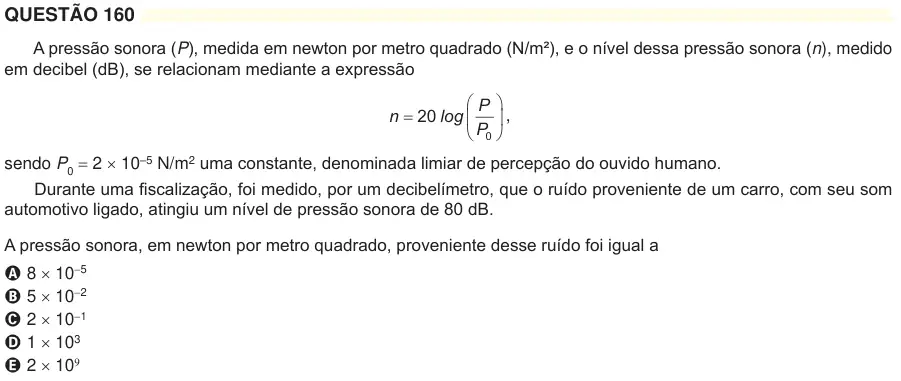 QUESTÃO 160
A pressão sonora (P), medida em newton por metro quadrado (N/m²), e o nível dessa pressão sonora (n), medido
em decibel (dB), se relacionam mediante a expressão
n = 20 log(P/P₀),
sendo P₀ = 2 × 10⁻⁵ N/m² uma constante, denominada limiar de percepção do ouvido humano.
Durante uma fiscalização, foi medido, por um decibelímetro, que o ruído proveniente de um carro, com seu som
automotivo ligado, atingiu um nível de pressão sonora de 80 dB.
A pressão sonora, em newton por metro quadrado, proveniente desse ruído foi igual a
A 8 × 10⁻⁵
B 5 × 10⁻²
C 2 × 10⁻¹
D 1 × 10³
E 2 × 10⁹